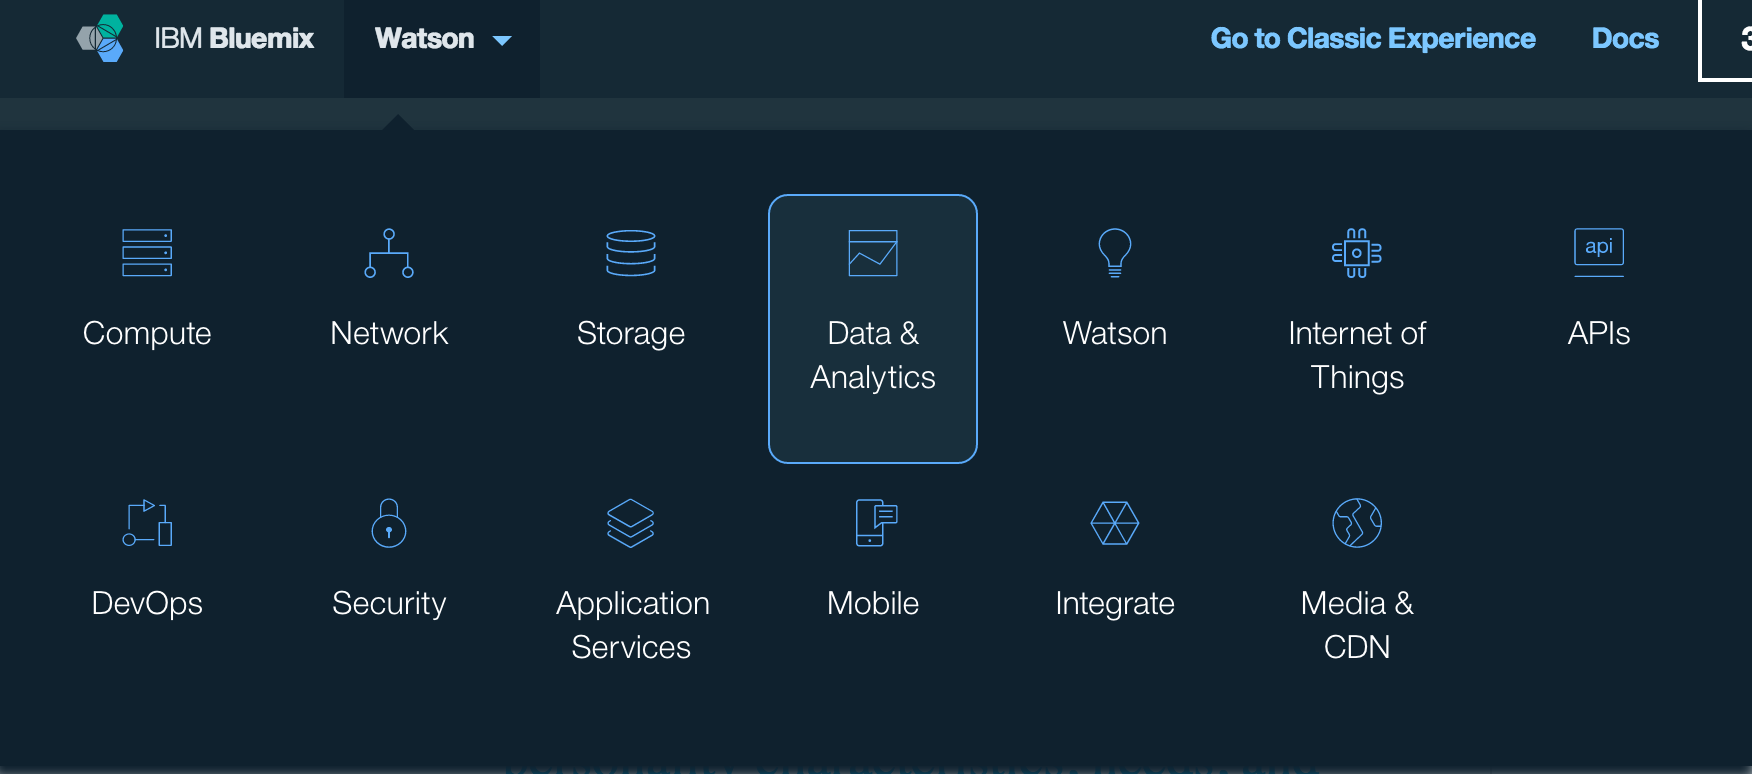 IBM Bluemix
Watson
Go to Classic Experience
Docs
Compute
Network
Storage
Data &
Analytics
Watson
Internet of
Things
api
APIs
DevOps
Security
Application
Services
Mobile
Integrate
Media &
CDN